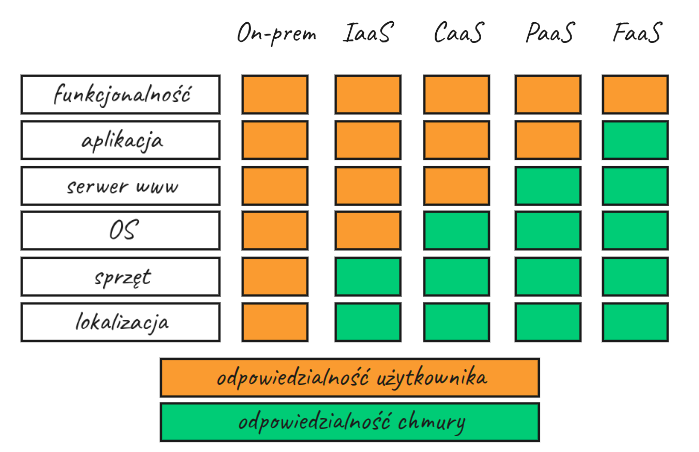 On-prem IaaS CaaS PaaS FaaS
funkcjonalność
aplikacja
serwer www
OS
sprzęt
lokalizacja
odpowiedzialność użytkownika
odpowiedzialność chmury